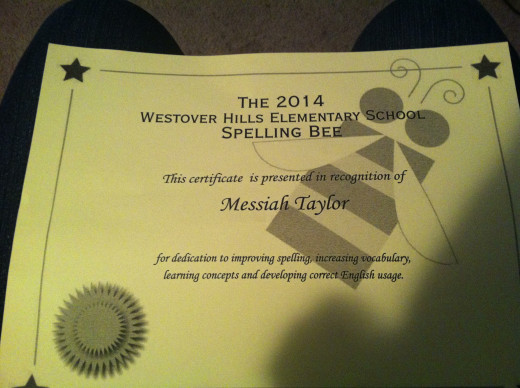 The 2014
Westover Hills Elementary School
Spelling Bee
This certificate is presented in recognition of
Messiah Taylor
for dedication to improving spelling, increasing vocabulary,
learning concepts and developing correct English usage.